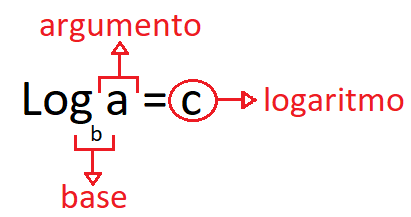 argumento
Log a = c
logaritmo
b
base